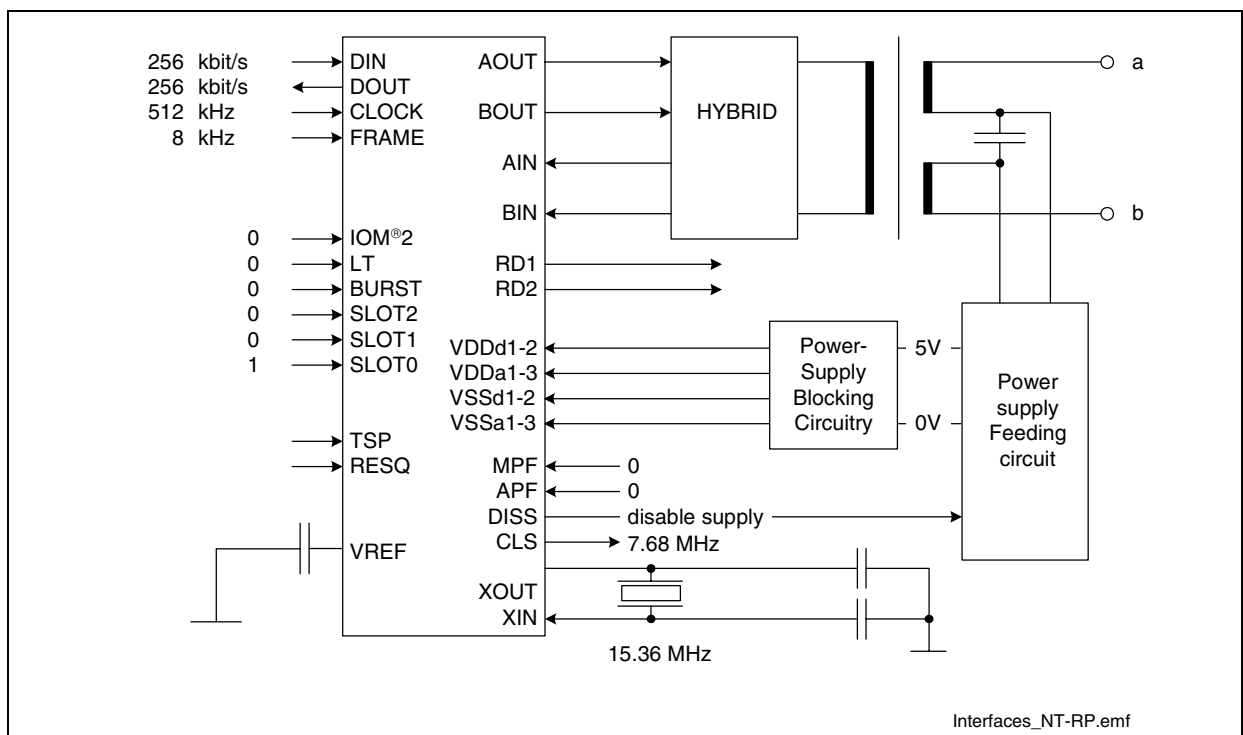 256 kbit/s DIN AOUT
256 kbit/s DOUT
512 kHz CLOCK BOUT HYBRID
8 kHz FRAME
AIN
BIN
a
b
0 IOM®2
0 LT RD1
0 BURST RD2
0 SLOT2
0 SLOT1
1 SLOT0
VDDd1-2
VDDa1-3
VSSd1-2
VSSa1-3
Power-
Supply
Blocking
Circuitry
5V
0V
Power
supply
Feeding
circuit
TSP
RESQ
MPF 0
APF 0
DISS disable supply
CLS 7.68 MHz
VREF
XOUT
XIN
15.36 MHz
Interfaces_NT-RP.emf